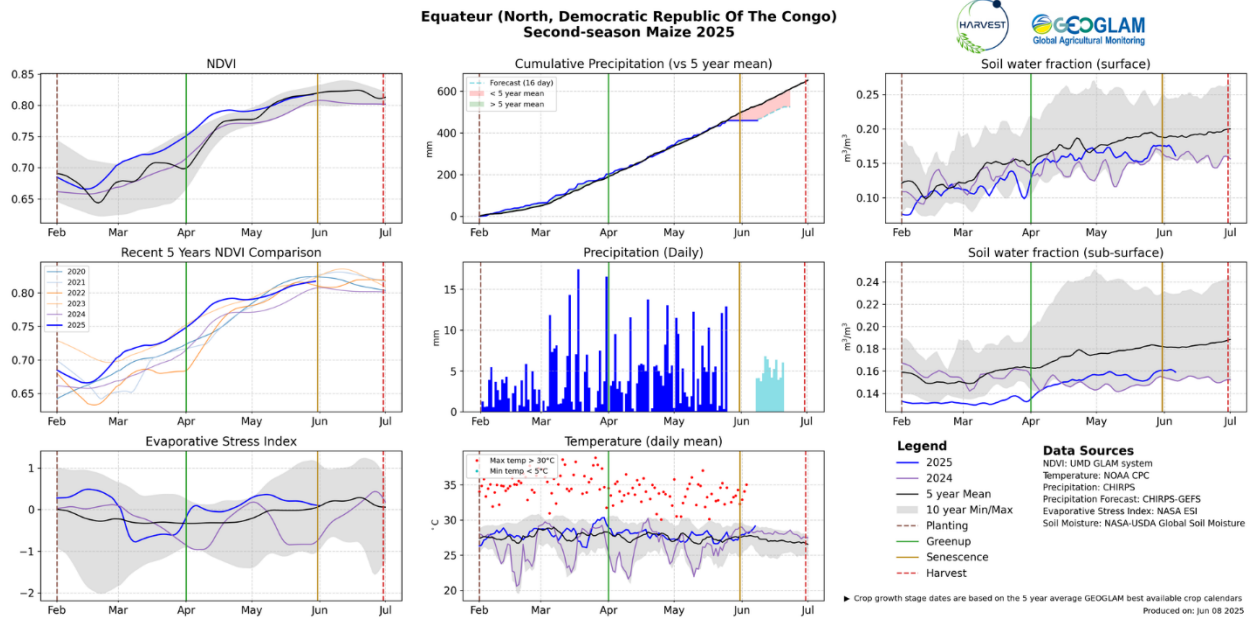 Equateur (North, Democratic Republic Of The Congo)
Second-season Maize 2025
HARVEST
GEOGLAM
Global Agricultural Monitoring
NDVI
0.85
0.80
0.75
0.70
0.65
Feb Mar Apr May Jun Jul
Cumulative Precipitation (vs 5 year mean)
Forecast (16 day)
< 5 year mean
> 5 year mean
mm
600
400
200
0
Feb Mar Apr May Jun Jul
Soil water fraction (surface)
m³/m³
0.25
0.20
0.15
0.10
Feb Mar Apr May Jun Jul
Recent 5 Years NDVI Comparison
2020
2021
2022
2023
2024
2025
0.80
0.75
0.70
0.65
Feb Mar Apr May Jun Jul
Precipitation (Daily)
mm
15
10
5
0
Feb Mar Apr May Jun Jul
Soil water fraction (sub-surface)
m³/m³
0.24
0.22
0.20
0.18
0.16
0.14
Feb Mar Apr May Jun Jul
Evaporative Stress Index
1
0
−1
−2
Feb Mar Apr May Jun Jul
Temperature (daily mean)
Max temp > 30°C
Min temp < 5°C
°C
35
30
25
20
Feb Mar Apr May Jun Jul
Legend
2025
2024
5 year Mean
10 year Min/Max
Planting
Greenup
Senescence
Harvest
Data Sources
NDVI: UMD GLAM system
Temperature: NOAA CPC
Precipitation: CHIRPS
Precipitation Forecast: CHIRPS-GEFS
Evaporative Stress Index: NASA ESI
Soil Moisture: NASA-USDA Global Soil Moisture
▶ Crop growth stage dates are based on the 5 year average GEOGLAM best available crop calendars
Produced on: Jun 08 2025